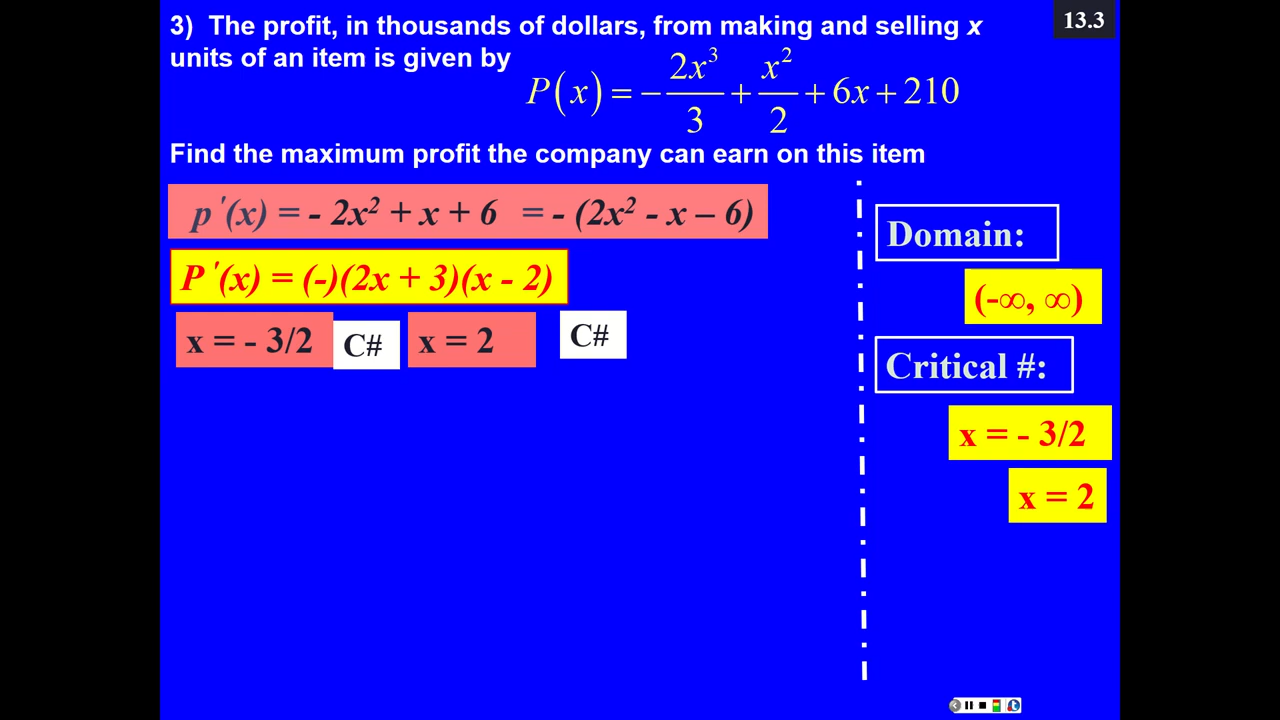 13.3
3) The profit, in thousands of dollars, from making and selling x
units of an item is given by
P(x) = -2x³/3 + x²/2 + 6x + 210
Find the maximum profit the company can earn on this item
p ′(x) = - 2x² + x + 6 = - (2x² - x – 6)
P ′(x) = (-)(2x + 3)(x - 2)
x = - 3/2 C# x = 2 C#
Domain:
(-∞, ∞)
Critical #:
x = - 3/2
x = 2